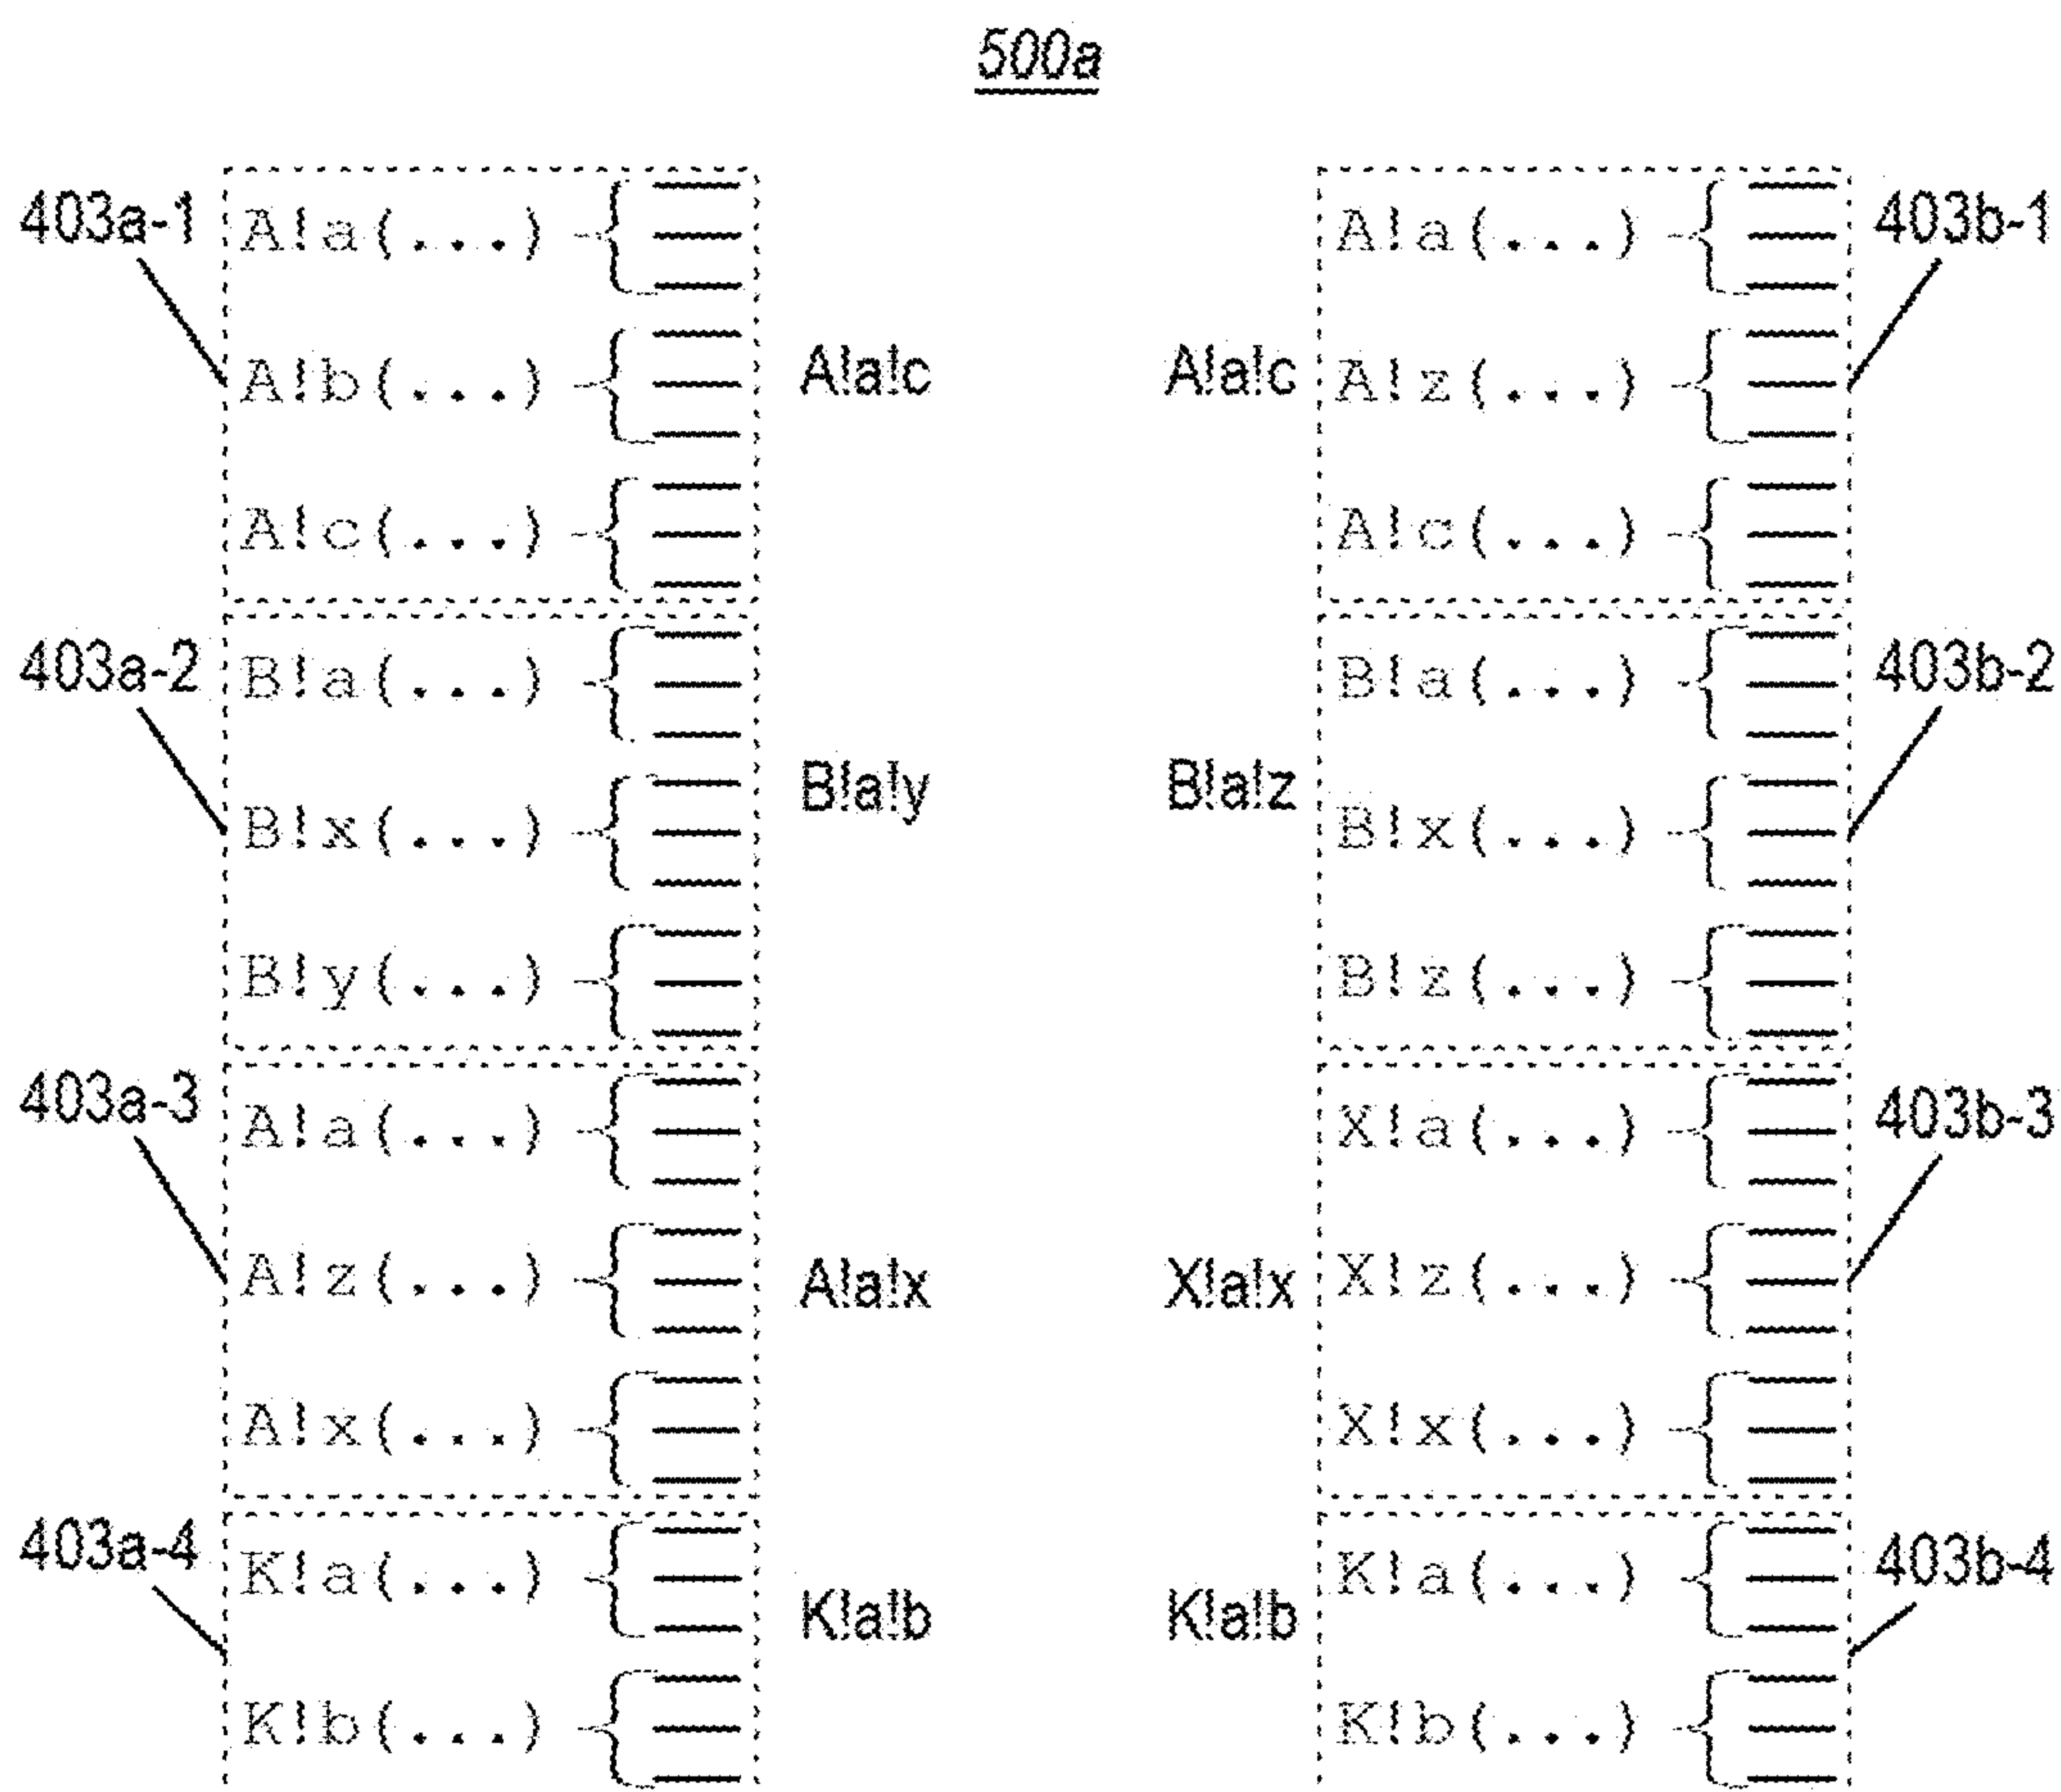 500a
403a-1
A!a(...)
A!b(...)
A!c(...)
A!a!c
403a-2
B!a(...)
B!x(...)
B!y(...)
B!a!y
403a-3
A!a(...)
A!z(...)
A!x(...)
A!a!x
403a-4
K!a(...)
K!b(...)
K!a!b
A!a!c
A!a(...)
A!z(...)
A!c(...)
403b-1
B!a!z
B!a(...)
B!x(...)
B!z(...)
403b-2
X!a!x
X!a(...)
X!z(...)
X!x(...)
403b-3
K!a!b
K!a(...)
K!b(...)
403b-4